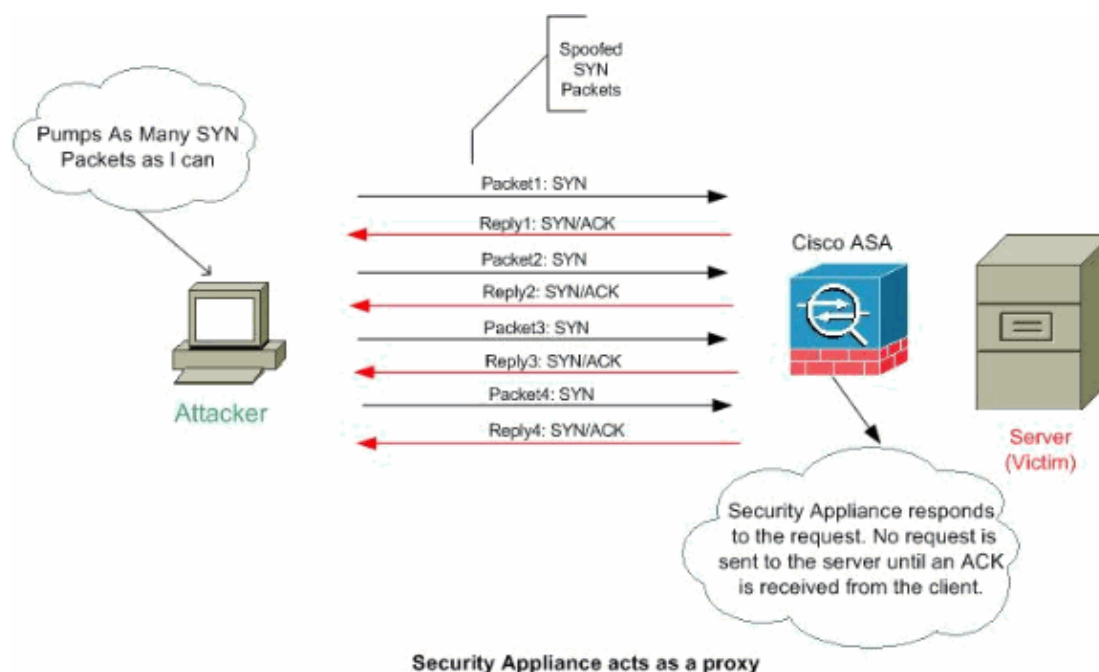 Spoofed
SYN
Packets
Pumps As Many SYN
Packets as I can
Packet1: SYN
Reply1: SYN/ACK
Packet2: SYN
Reply2: SYN/ACK
Packet3: SYN
Reply3: SYN/ACK
Packet4: SYN
Reply4: SYN/ACK
Cisco ASA
Attacker
Server
(Victim)
Security Appliance responds
to the request. No request is
sent to the server until an ACK
is received from the client.
Security Appliance acts as a proxy